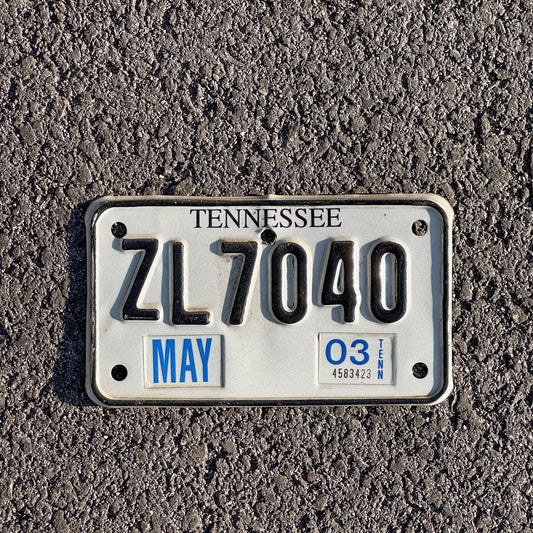 TENNESSEE
ZL7040
MAY
03
TENN
4583423